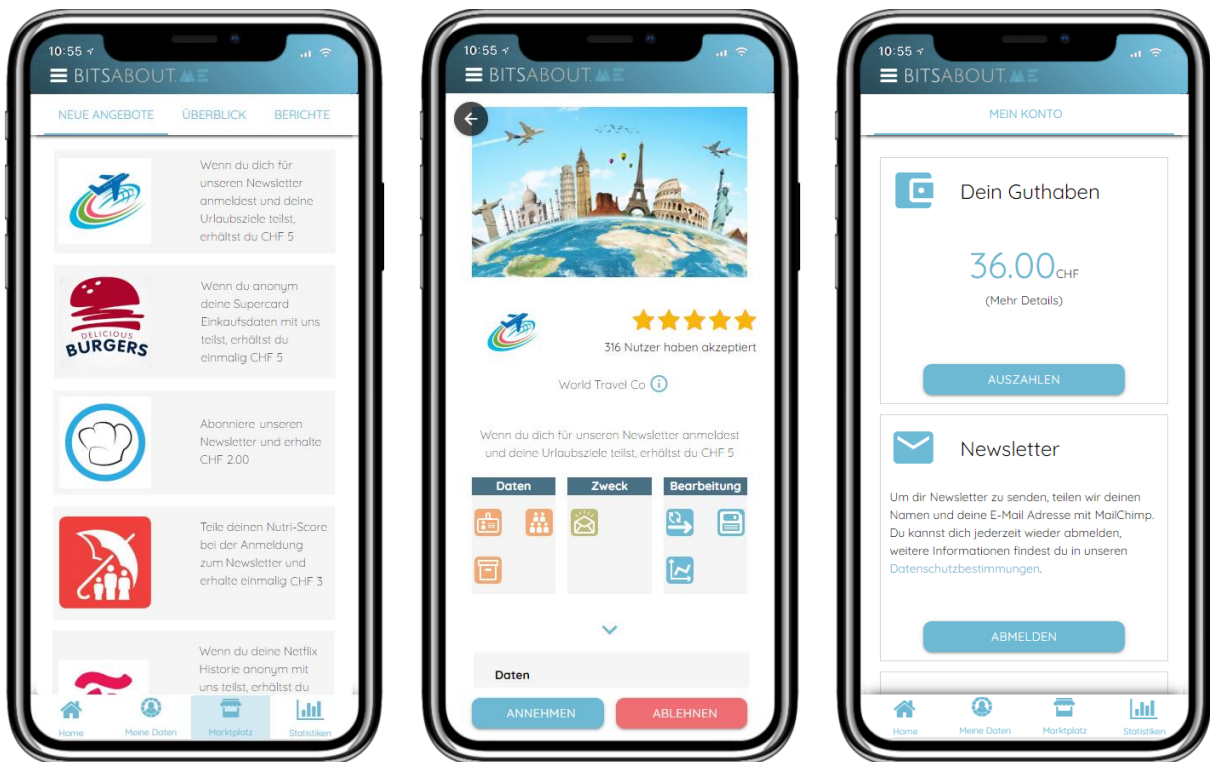 10:55
BITSABOUT.ME
NEUE ANGEBOTE ÜBERBLICK BERICHTE
Wenn du dich für
unseren Newsletter
anmeldest und deine
Urlaubsziele teilst,
erhältst du CHF 5
DELICIOUS
BURGERS
Wenn du anonym
deine Supercard
Einkaufsdaten mit uns
teilst, erhältst du
einmalig CHF 5
Abonniere unseren
Newsletter und erhalte
CHF 2.00
Teile deinen Nutri-Score
bei der Anmeldung
zum Newsletter und
erhalte einmalig CHF 3
Wenn du deine Netflix
Historie anonym mit
uns teilst, erhältst du
Home Meine Daten Marktplatz Statistiken
10:55
BITSABOUT.ME
316 Nutzer haben akzeptiert
World Travel Co
Wenn du dich für unseren Newsletter anmeldest
und deine Urlaubsziele teilst, erhältst du CHF 5
Daten Zweck Bearbeitung
Daten
ANNEHMEN ABLEHNEN
10:55
BITSABOUT.ME
MEIN KONTO
Dein Guthaben
36.00 CHF
(Mehr Details)
AUSZAHLEN
Newsletter
Um dir Newsletter zu senden, teilen wir deinen
Namen und deine E-Mail Adresse mit MailChimp.
Du kannst dich jederzeit wieder abmelden,
weitere Informationen findest du in unseren
Datenschutzbestimmungen.
ABMELDEN
Home Meine Daten Marktplatz Statistiken